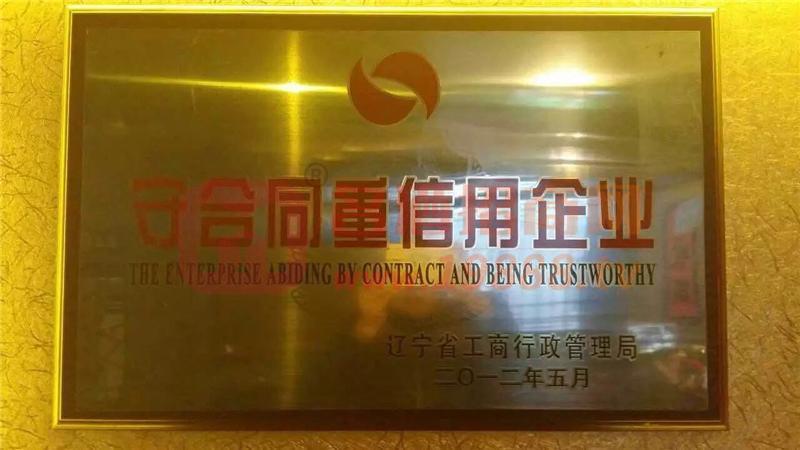 守合同重信用企业
THE ENTERPRISE ABIDING BY CONTRACT AND BEING TRUSTWORTHY
辽宁省工商行政管理局
二〇一二年五月